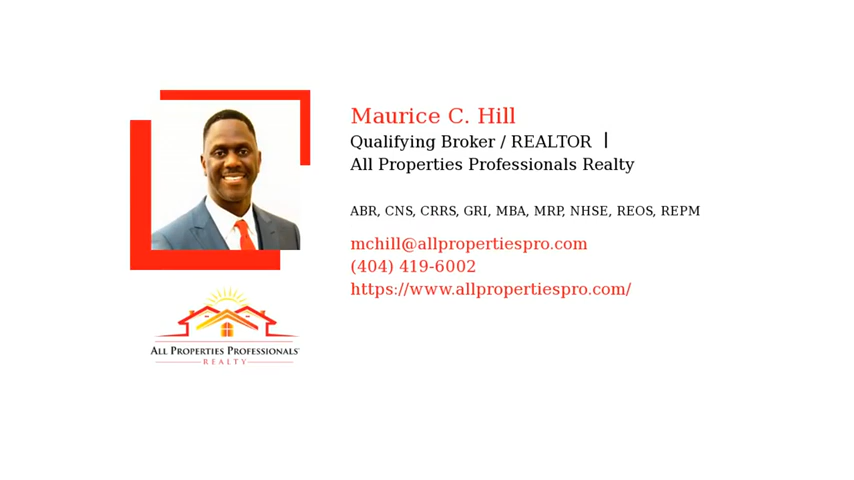 Maurice C. Hill
Qualifying Broker / REALTOR |
All Properties Professionals Realty
ABR, CNS, CRRS, GRI, MBA, MRP, NHSE, REOS, REPM
mchill@allpropertiespro.com
(404) 419-6002
https://www.allpropertiespro.com/
ALL PROPERTIES PROFESSIONALS
REALTY